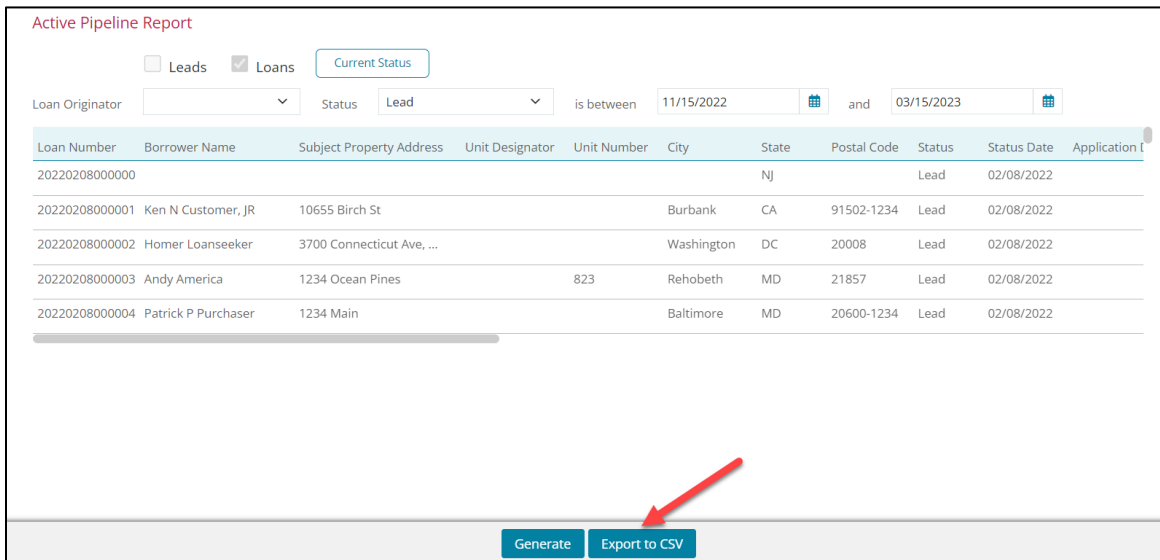 Active Pipeline Report
Leads Loans Current Status
Loan Originator Status Lead is between 11/15/2022 and 03/15/2023
Loan Number Borrower Name Subject Property Address Unit Designator Unit Number City State Postal Code Status Status Date Application
20220208000000 NJ Lead 02/08/2022
20220208000001 Ken N Customer, JR 10655 Birch St Burbank CA 91502-1234 Lead 02/08/2022
20220208000002 Homer Loanseeker 3700 Connecticut Ave, ... Washington DC 20008 Lead 02/08/2022
20220208000003 Andy America 1234 Ocean Pines 823 Rehobeth MD 21857 Lead 02/08/2022
20220208000004 Patrick P Purchaser 1234 Main Baltimore MD 20600-1234 Lead 02/08/2022
Generate Export to CSV